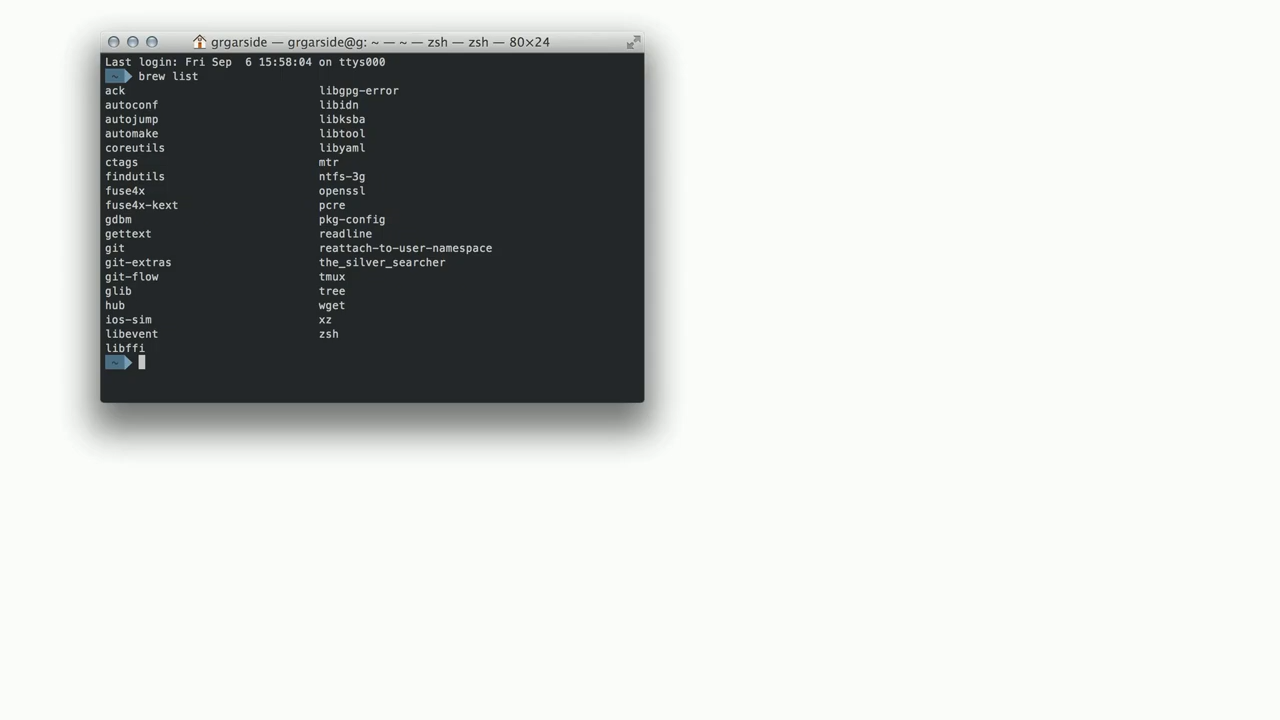 grgarside — grgarside@g: ~ — ~ — zsh — zsh — 80×24
Last login: Fri Sep  6 15:58:04 on ttys000
~ brew list
ack libgpg-error
autoconf libidn
autojump libksba
automake libtool
coreutils libyaml
ctags mtr
findutils ntfs-3g
fuse4x openssl
fuse4x-kext pcre
gdbm pkg-config
gettext readline
git reattach-to-user-namespace
git-extras the_silver_searcher
git-flow tmux
glib tree
hub wget
ios-sim xz
libevent zsh
libffi
~